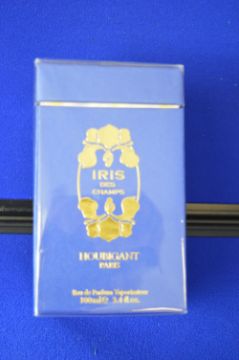 IRIS
DES
CHAMPS
HOUBIGANT
PARIS
Eau de Parfum Vaporisateur
100ml ℮ 3.4 fl.oz.